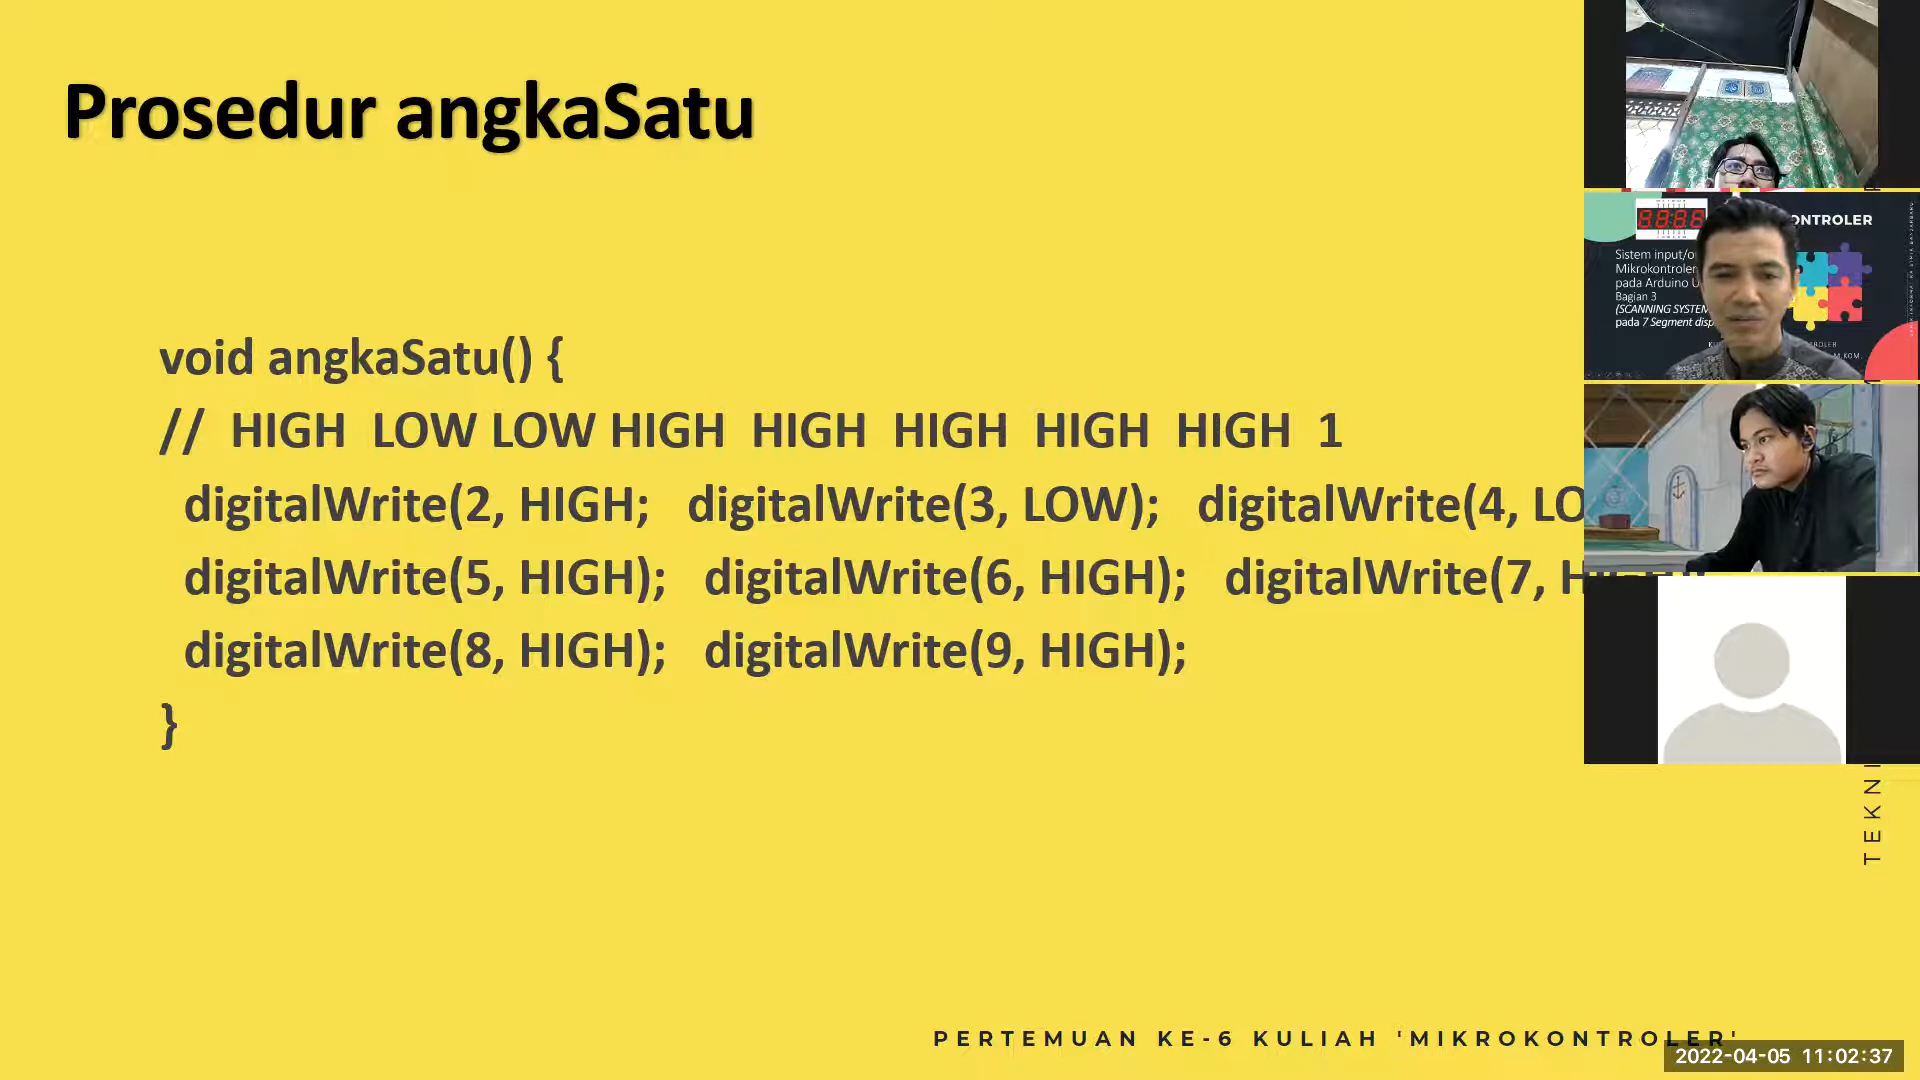 Prosedur angkaSatu
void angkaSatu() {
//  HIGH  LOW LOW HIGH  HIGH  HIGH  HIGH  HIGH  1
digitalWrite(2, HIGH;   digitalWrite(3, LOW);   digitalWrite(4, LO
digitalWrite(5, HIGH);   digitalWrite(6, HIGH);   digitalWrite(7, H
digitalWrite(8, HIGH);   digitalWrite(9, HIGH);
}
ONTROLER
Sistem input/o
Mikrokontroler
pada Arduino U
Bagian 3
(SCANNING SYSTEM
pada 7 Segment disp
M.KOM.
TEKN
PERTEMUAN KE-6 KULIAH 'MIKROKONTROLER'
2022-04-05 11:02:37